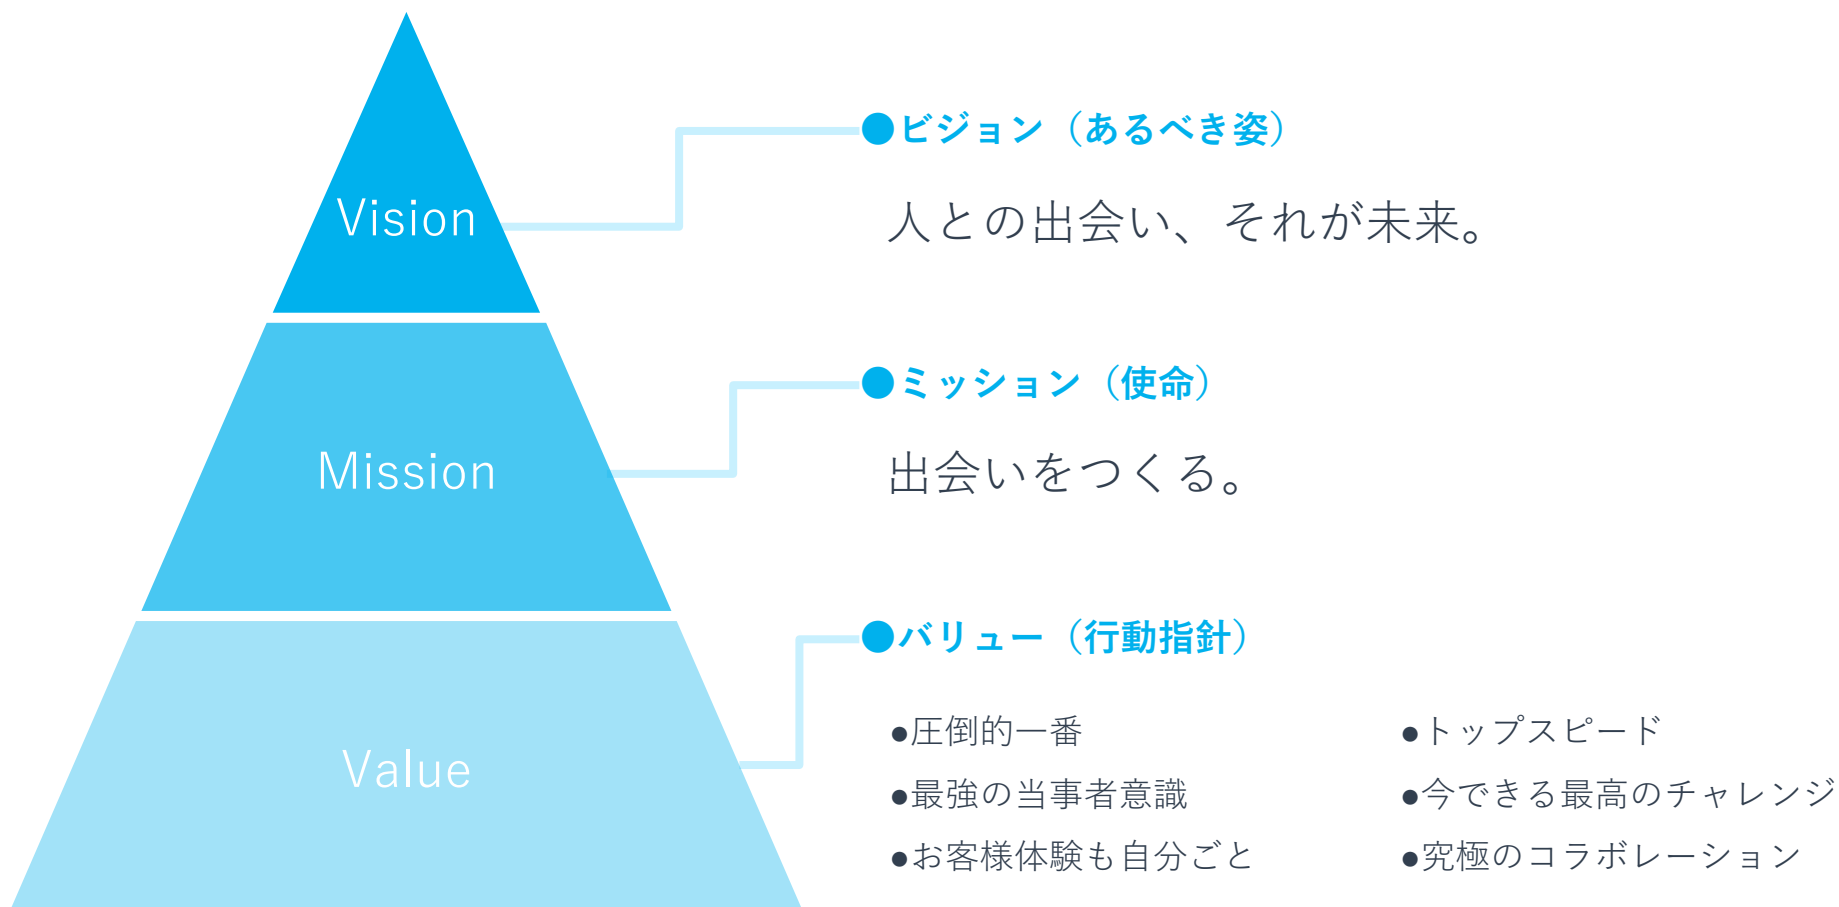 Vision
●ビジョン（あるべき姿）
人との出会い、それが未来。
Mission
●ミッション（使命）
出会いをつくる。
Value
●バリュー（行動指針）
●圧倒的一番
●最強の当事者意識
●お客様体験も自分ごと
●トップスピード
●今できる最高のチャレンジ
●究極のコラボレーション